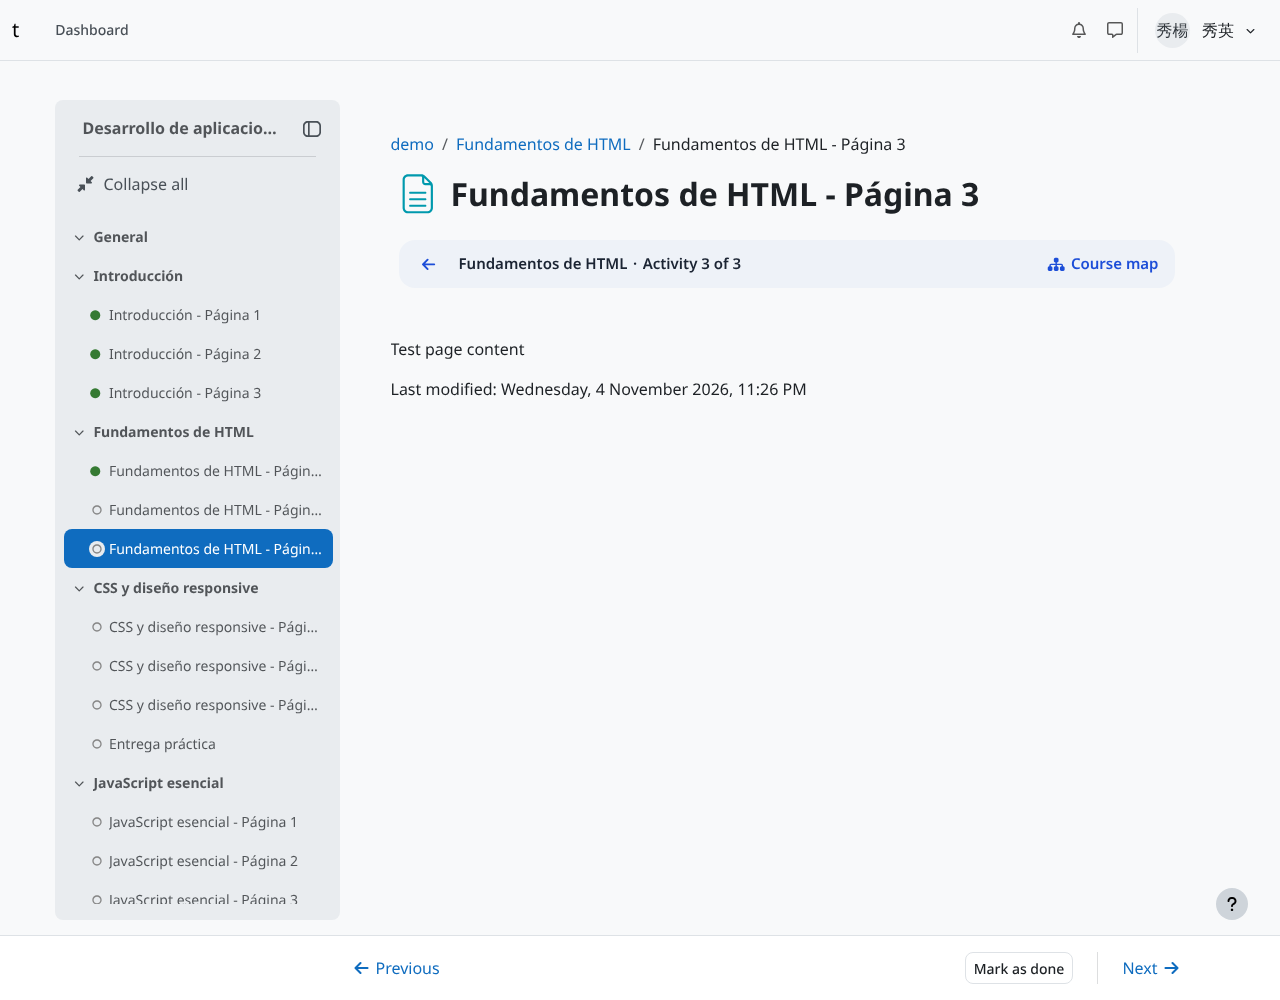 t Dashboard 秀楊 秀英
Desarrollo de aplicacio...
Collapse all
General
Introducción
Introducción - Página 1
Introducción - Página 2
Introducción - Página 3
Fundamentos de HTML
Fundamentos de HTML - Págin...
Fundamentos de HTML - Págin...
Fundamentos de HTML - Págin...
CSS y diseño responsive
CSS y diseño responsive - Pági...
CSS y diseño responsive - Pági...
CSS y diseño responsive - Pági...
Entrega práctica
JavaScript esencial
JavaScript esencial - Página 1
JavaScript esencial - Página 2
JavaScript esencial - Página 3
demo / Fundamentos de HTML / Fundamentos de HTML - Página 3
Fundamentos de HTML - Página 3
Fundamentos de HTML · Activity 3 of 3 Course map
Test page content
Last modified: Wednesday, 4 November 2026, 11:26 PM
?
Previous Mark as done Next